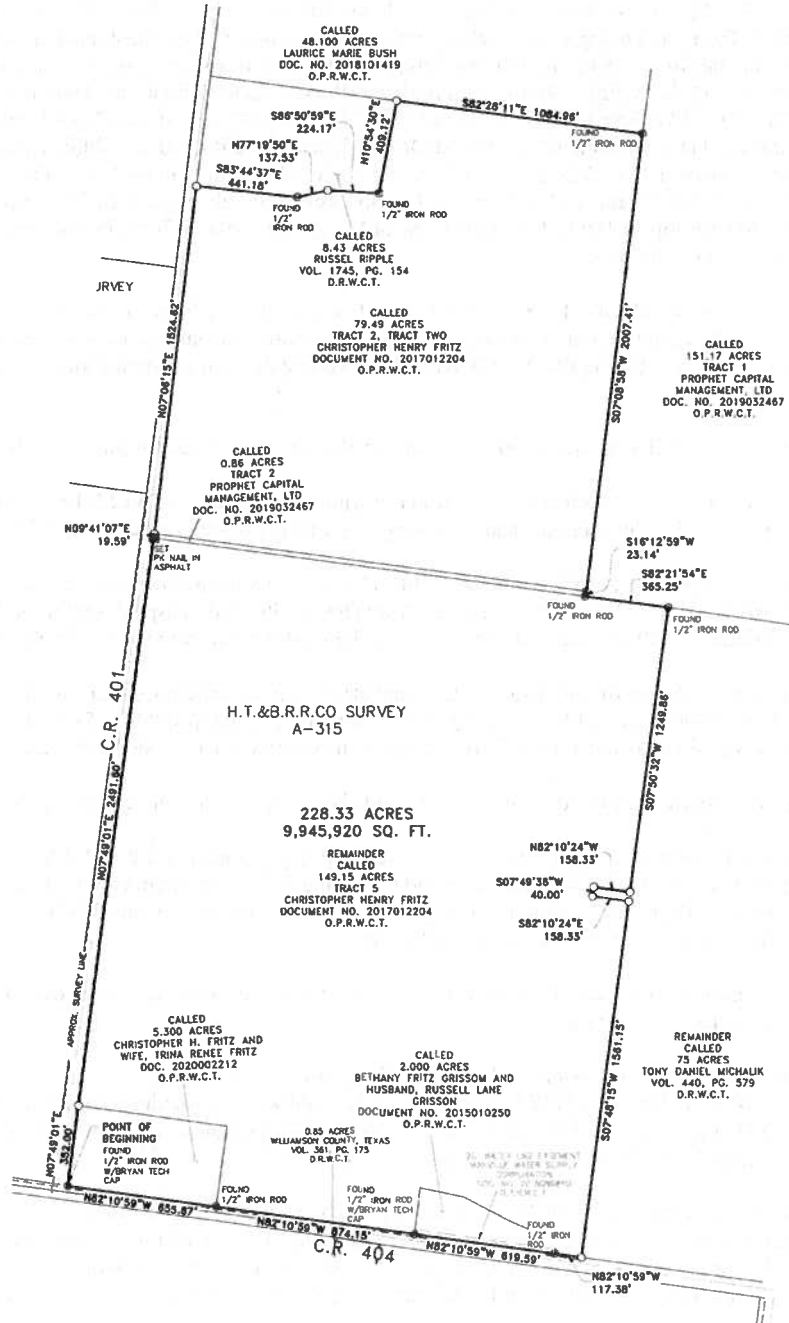 CALLED
48.100 ACRES
LAURICE MARIE BUSH
DOC. NO. 2018101419
O.P.R.W.C.T.
S82°28'11"E 1084.96'
FOUND
1/2" IRON ROD
S86°50'59"E
224.17'
N10°54'30"E
409.12'
N77°19'50"E
137.53'
S83°44'37"E
441.18'
FOUND
1/2"
IRON ROD
FOUND
1/2" IRON ROD
CALLED
8.43 ACRES
RUSSEL RIPPLE
VOL. 1745, PG. 154
D.R.W.C.T.
JRVEY
N07°06'15"E 1524.62'
CALLED
79.49 ACRES
TRACT 2, TRACT TWO
CHRISTOPHER HENRY FRITZ
DOCUMENT NO. 2017012204
O.P.R.W.C.T.
S07°08'58"W 2007.41'
CALLED
151.17 ACRES
TRACT 1
PROPHET CAPITAL
MANAGEMENT, LTD
DOC. NO. 2019032467
O.P.R.W.C.T.
CALLED
0.86 ACRES
TRACT 2
PROPHET CAPITAL
MANAGEMENT, LTD
DOC. NO. 2019032467
O.P.R.W.C.T.
N09°41'07"E
19.59'
SET
PK NAIL IN
ASPHALT
S16°12'59"W
23.14'
S82°21'54"E
365.25'
FOUND
1/2" IRON ROD
FOUND
1/2" IRON ROD
C.R. 401
N07°49'01"E 2491.60'
H.T.&B.R.R.CO SURVEY
A-315
S07°50'32"W 1249.86'
228.33 ACRES
9,945,920 SQ. FT.
REMAINDER
CALLED
149.15 ACRES
TRACT 5
CHRISTOPHER HENRY FRITZ
DOCUMENT NO. 2017012204
O.P.R.W.C.T.
N82°10'24"W
158.33'
S07°49'36"W
40.00'
S82°10'24"E
158.33'
APPROX. SURVEY LINE
S07°48'15"W 1561.15'
CALLED
5.300 ACRES
CHRISTOPHER H. FRITZ AND
WIFE, TRINA RENEE FRITZ
DOC. 2020002212
O.P.R.W.C.T.
CALLED
2.000 ACRES
BETHANY FRITZ GRISSOM AND
HUSBAND, RUSSELL LANE
GRISSON
DOCUMENT NO. 2015010250
O.P.R.W.C.T.
REMAINDER
CALLED
75 ACRES
TONY DANIEL MICHALIK
VOL. 440, PG. 579
D.R.W.C.T.
N07°49'01"E
352.00'
POINT OF
BEGINNING
FOUND
1/2" IRON ROD
W/BRYAN TECH
CAP
0.85 ACRES
WILLIAMSON COUNTY, TEXAS
VOL. 361, PG. 175
D.R.W.C.T.
WATER LINE EASEMENT
WATER SUPPLY
CORPORATION
FOUND
1/2" IRON ROD
FOUND
1/2" IRON ROD
W/BRYAN TECH
CAP
FOUND
1/2" IRON
ROD
N82°10'59"W 655.87'
N82°10'59"W 874.15'
C.R. 404
N82°10'59"W 619.59'
N82°10'59"W
117.38'